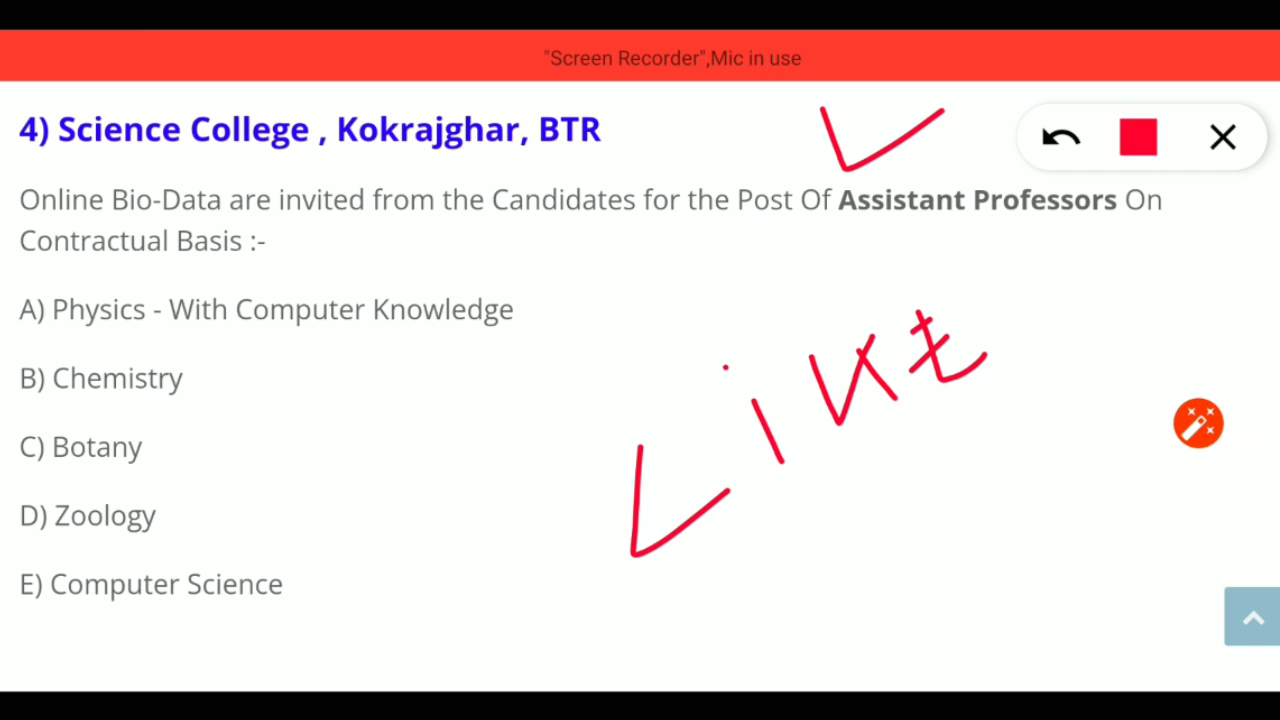 "Screen Recorder",Mic in use
4) Science College , Kokrajghar, BTR
Online Bio-Data are invited from the Candidates for the Post Of Assistant Professors On
Contractual Basis :-
A) Physics - With Computer Knowledge
B) Chemistry
C) Botany
D) Zoology
E) Computer Science